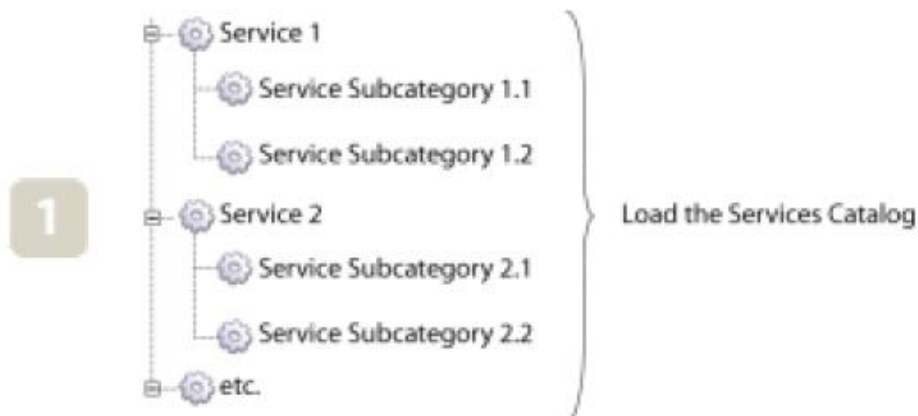 Service 1
Service Subcategory 1.1
Service Subcategory 1.2
1
Service 2
Load the Services Catalog
Service Subcategory 2.1
Service Subcategory 2.2
etc.